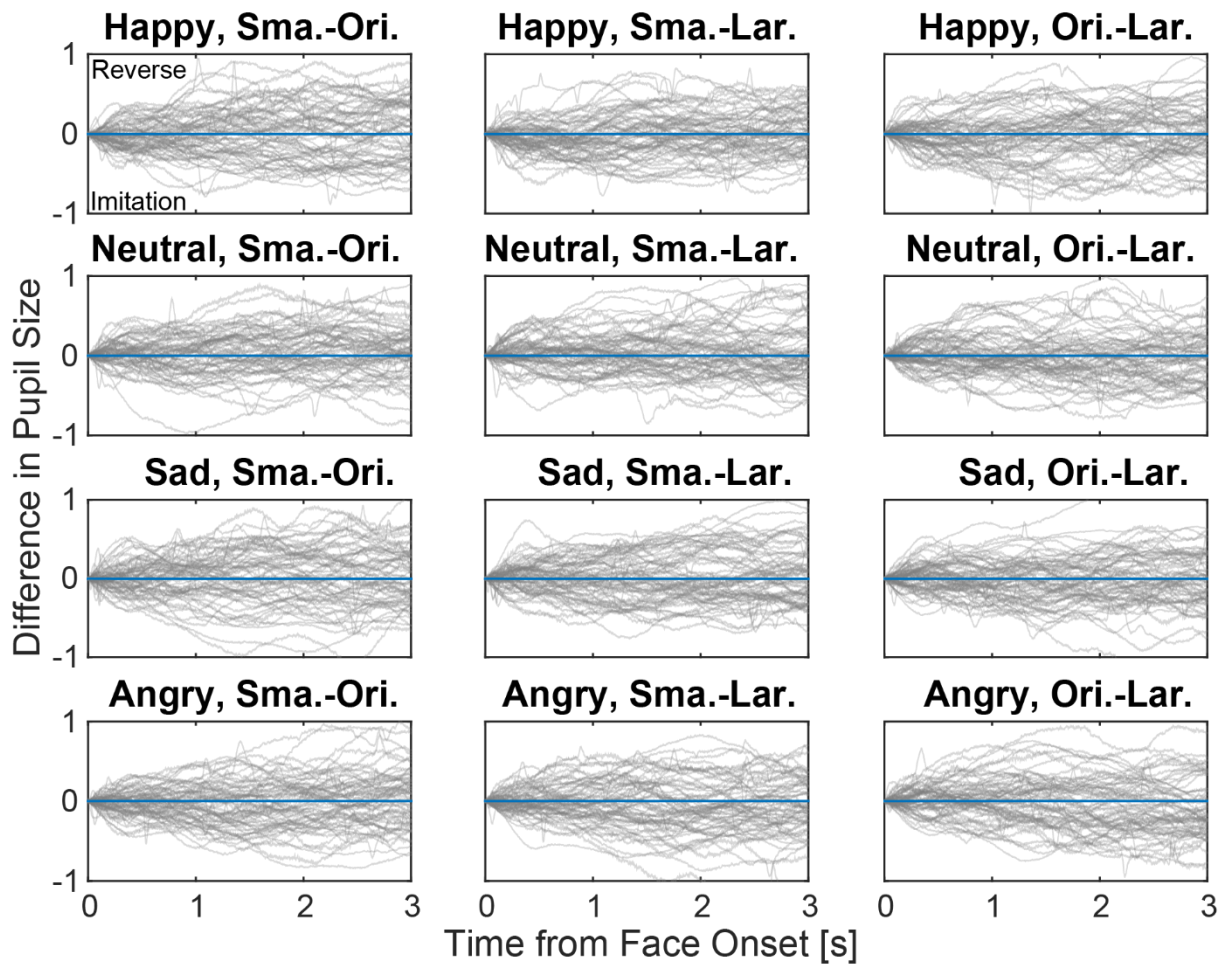 Happy, Sma.-Ori.
Happy, Sma.-Lar.
Happy, Ori.-Lar.
1
Reverse
0
Imitation
-1
Neutral, Sma.-Ori.
Neutral, Sma.-Lar.
Neutral, Ori.-Lar.
1
0
-1
Sad, Sma.-Ori.
Sad, Sma.-Lar.
Sad, Ori.-Lar.
1
0
-1
Angry, Sma.-Ori.
Angry, Sma.-Lar.
Angry, Ori.-Lar.
1
0
-1
0 1 2 3
0 1 2 3
0 1 2 3
Difference in Pupil Size
Time from Face Onset [s]